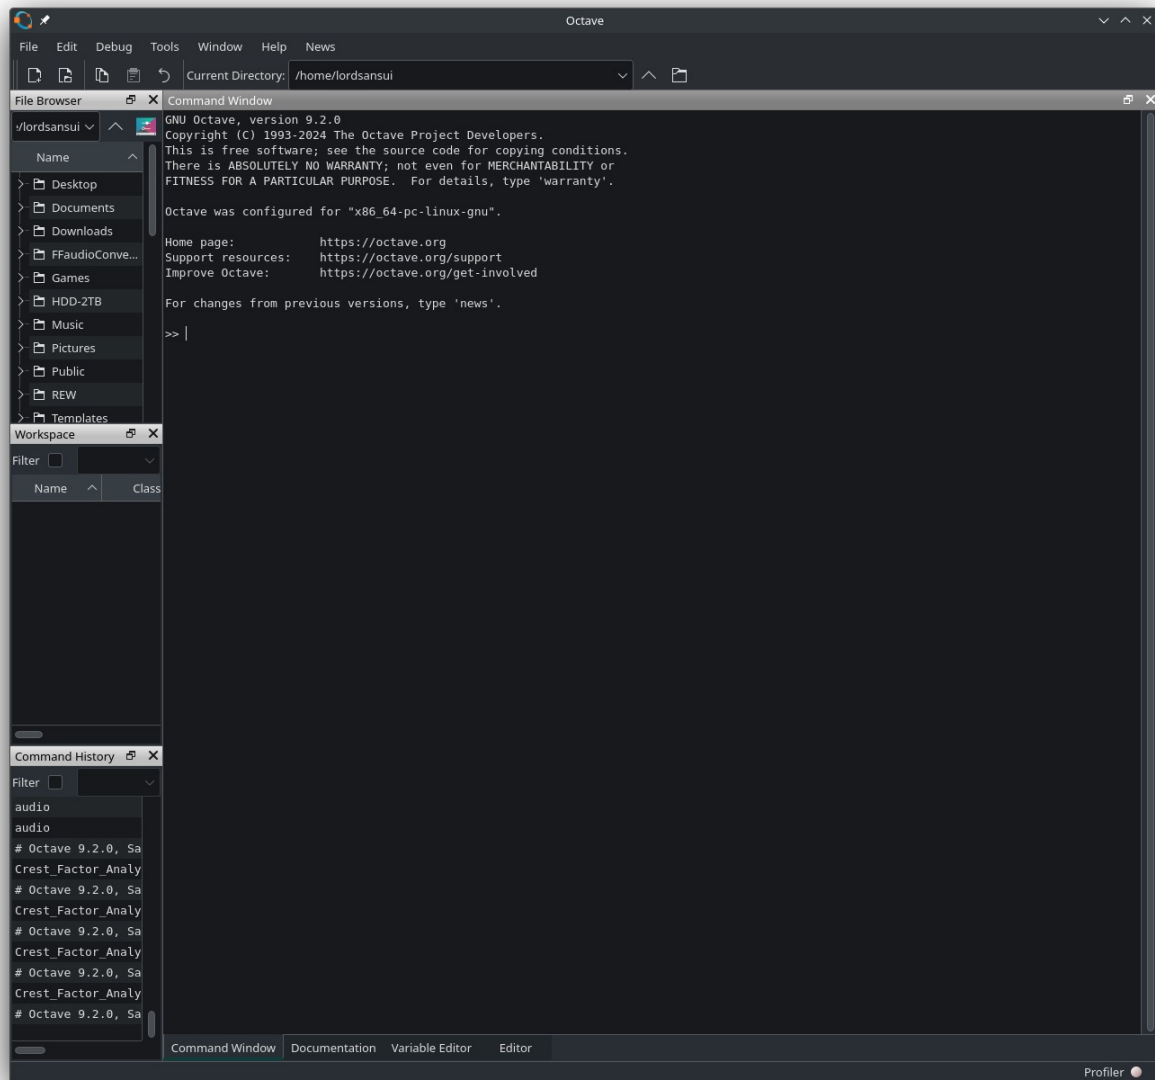 Octave
File Edit Debug Tools Window Help News
Current Directory: /home/lordsansui
File Browser
:/lordsansui
Name
Desktop
Documents
Downloads
FFaudioConve...
Games
HDD-2TB
Music
Pictures
Public
REW
Templates
Workspace
Filter
Name Class
Command History
Filter
audio
audio
# Octave 9.2.0, Sa
Crest_Factor_Analy
# Octave 9.2.0, Sa
Crest_Factor_Analy
# Octave 9.2.0, Sa
Crest_Factor_Analy
# Octave 9.2.0, Sa
Crest_Factor_Analy
# Octave 9.2.0, Sa
Command Window
GNU Octave, version 9.2.0
Copyright (C) 1993-2024 The Octave Project Developers.
This is free software; see the source code for copying conditions.
There is ABSOLUTELY NO WARRANTY; not even for MERCHANTABILITY or
FITNESS FOR A PARTICULAR PURPOSE.  For details, type 'warranty'.
Octave was configured for "x86_64-pc-linux-gnu".
Home page:            https://octave.org
Support resources:    https://octave.org/support
Improve Octave:       https://octave.org/get-involved
For changes from previous versions, type 'news'.
>>
Command Window Documentation Variable Editor Editor
Profiler